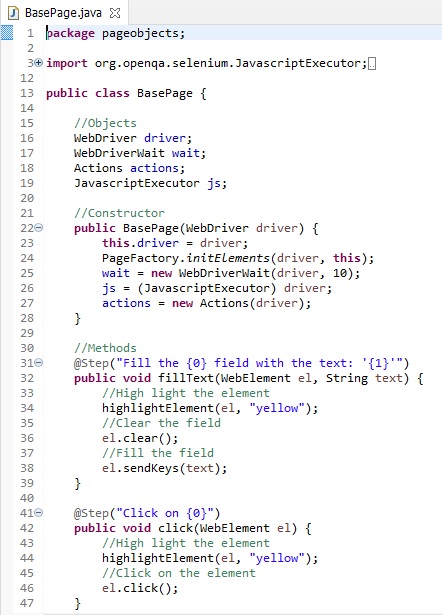 BasePage.java
1 package pageobjects;
2
3 import org.openqa.selenium.JavascriptExecutor;
12
13 public class BasePage {
14
15     //Objects
16     WebDriver driver;
17     WebDriverWait wait;
18     Actions actions;
19     JavascriptExecutor js;
20
21     //Constructor
22     public BasePage(WebDriver driver) {
23         this.driver = driver;
24         PageFactory.initElements(driver, this);
25         wait = new WebDriverWait(driver, 10);
26         js = (JavascriptExecutor) driver;
27         actions = new Actions(driver);
28     }
29
30     //Methods
31     @Step("Fill the {0} field with the text: '{1}'")
32     public void fillText(WebElement el, String text) {
33         //High light the element
34         highlightElement(el, "yellow");
35         //Clear the field
36         el.clear();
37         //Fill the field
38         el.sendKeys(text);
39     }
40
41     @Step("Click on {0}")
42     public void click(WebElement el) {
43         //High light the element
44         highlightElement(el, "yellow");
45         //Click on the element
46         el.click();
47     }